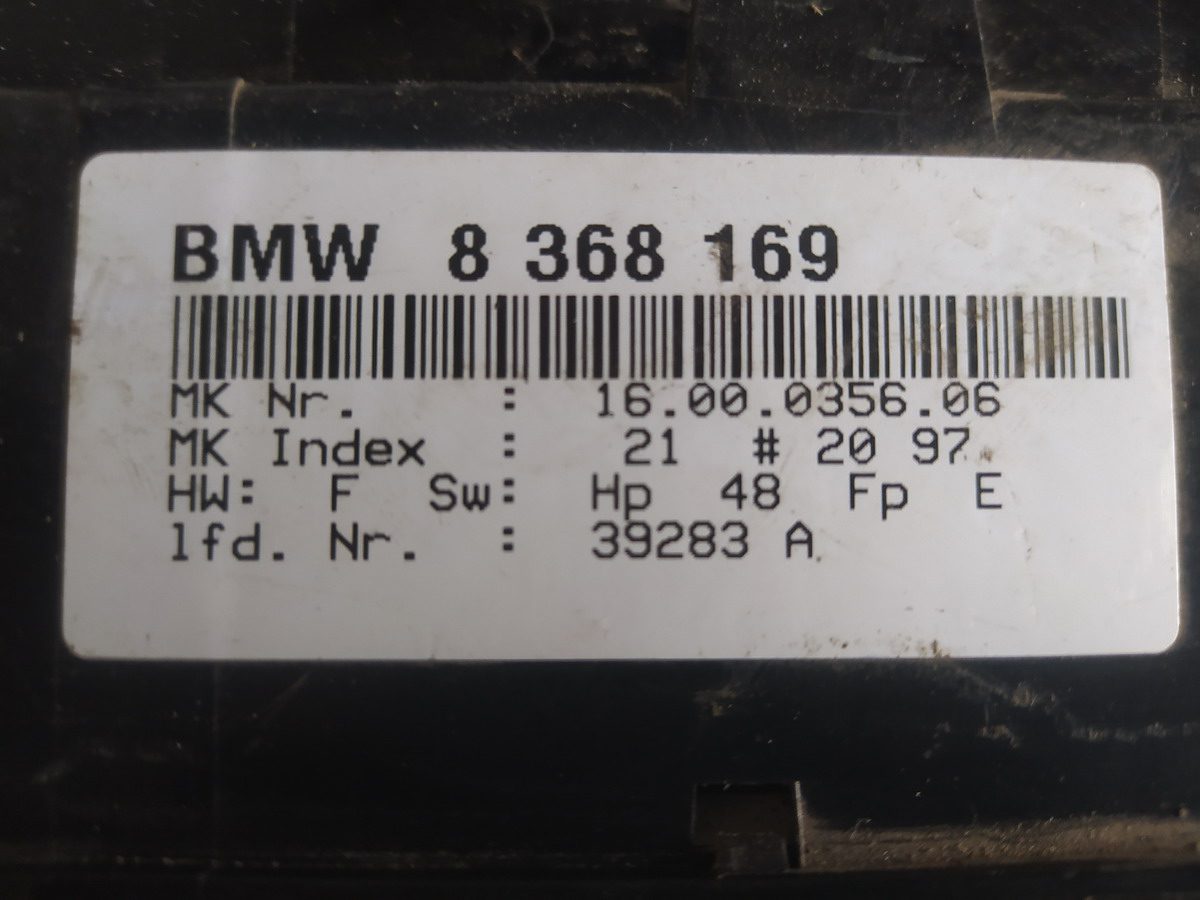 BMW 8 368 169
MK Nr. : 16.00.0356.06
MK Index : 21 # 20 97
HW: F Sw: Hp 48 Fp E
lfd. Nr. : 39283 A